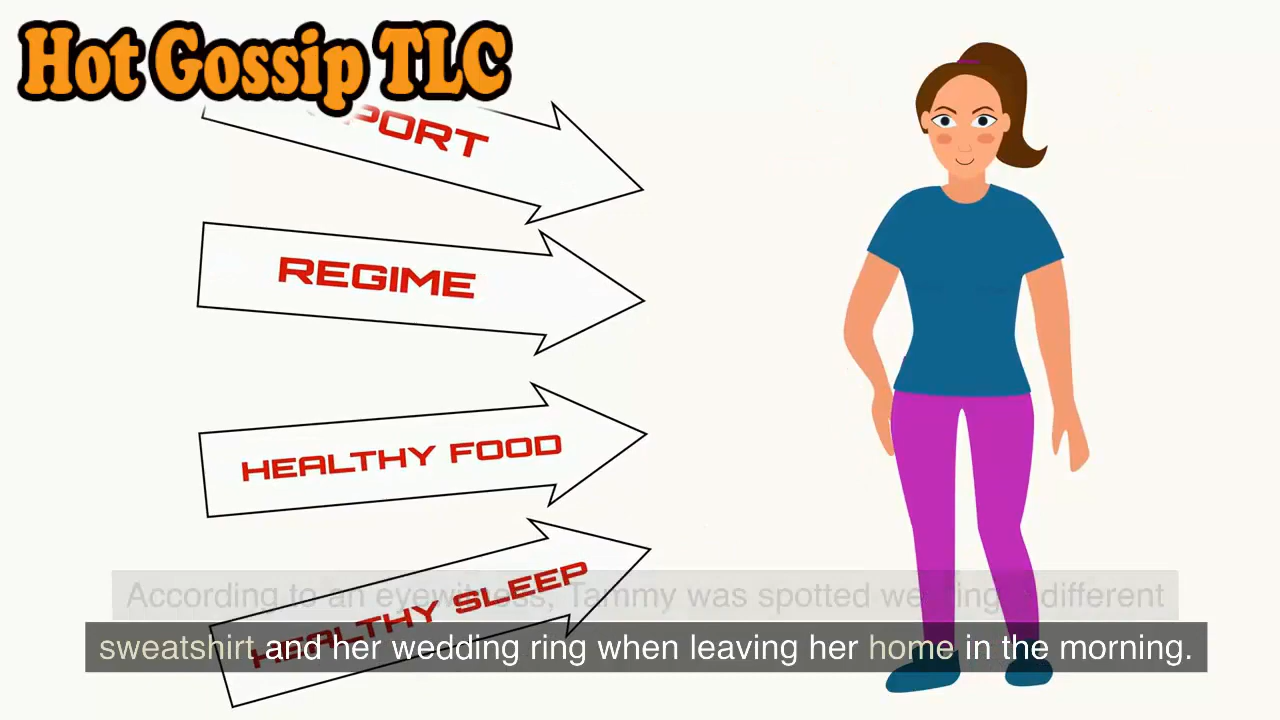 Hot Gossip TLC
PORT
REGIME
HEALTHY FOOD
HEALTHY SLEEP
According to an eyewitness, Tammy was spotted wearing a different
sweatshirt and her wedding ring when leaving her home in the morning.